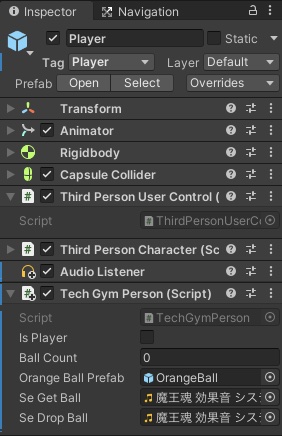 Inspector Navigation
Player Static
Tag Player Layer Default
Prefab Open Select Overrides
Transform
Animator
Rigidbody
Capsule Collider
Third Person User Control (
Script ThirdPersonUserCo
Third Person Character (Sc
Audio Listener
Tech Gym Person (Script)
Script TechGymPerson
Is Player
Ball Count 0
Orange Ball Prefab OrangeBall
Se Get Ball 魔王魂 効果音 シス
Se Drop Ball 魔王魂 効果音 シス